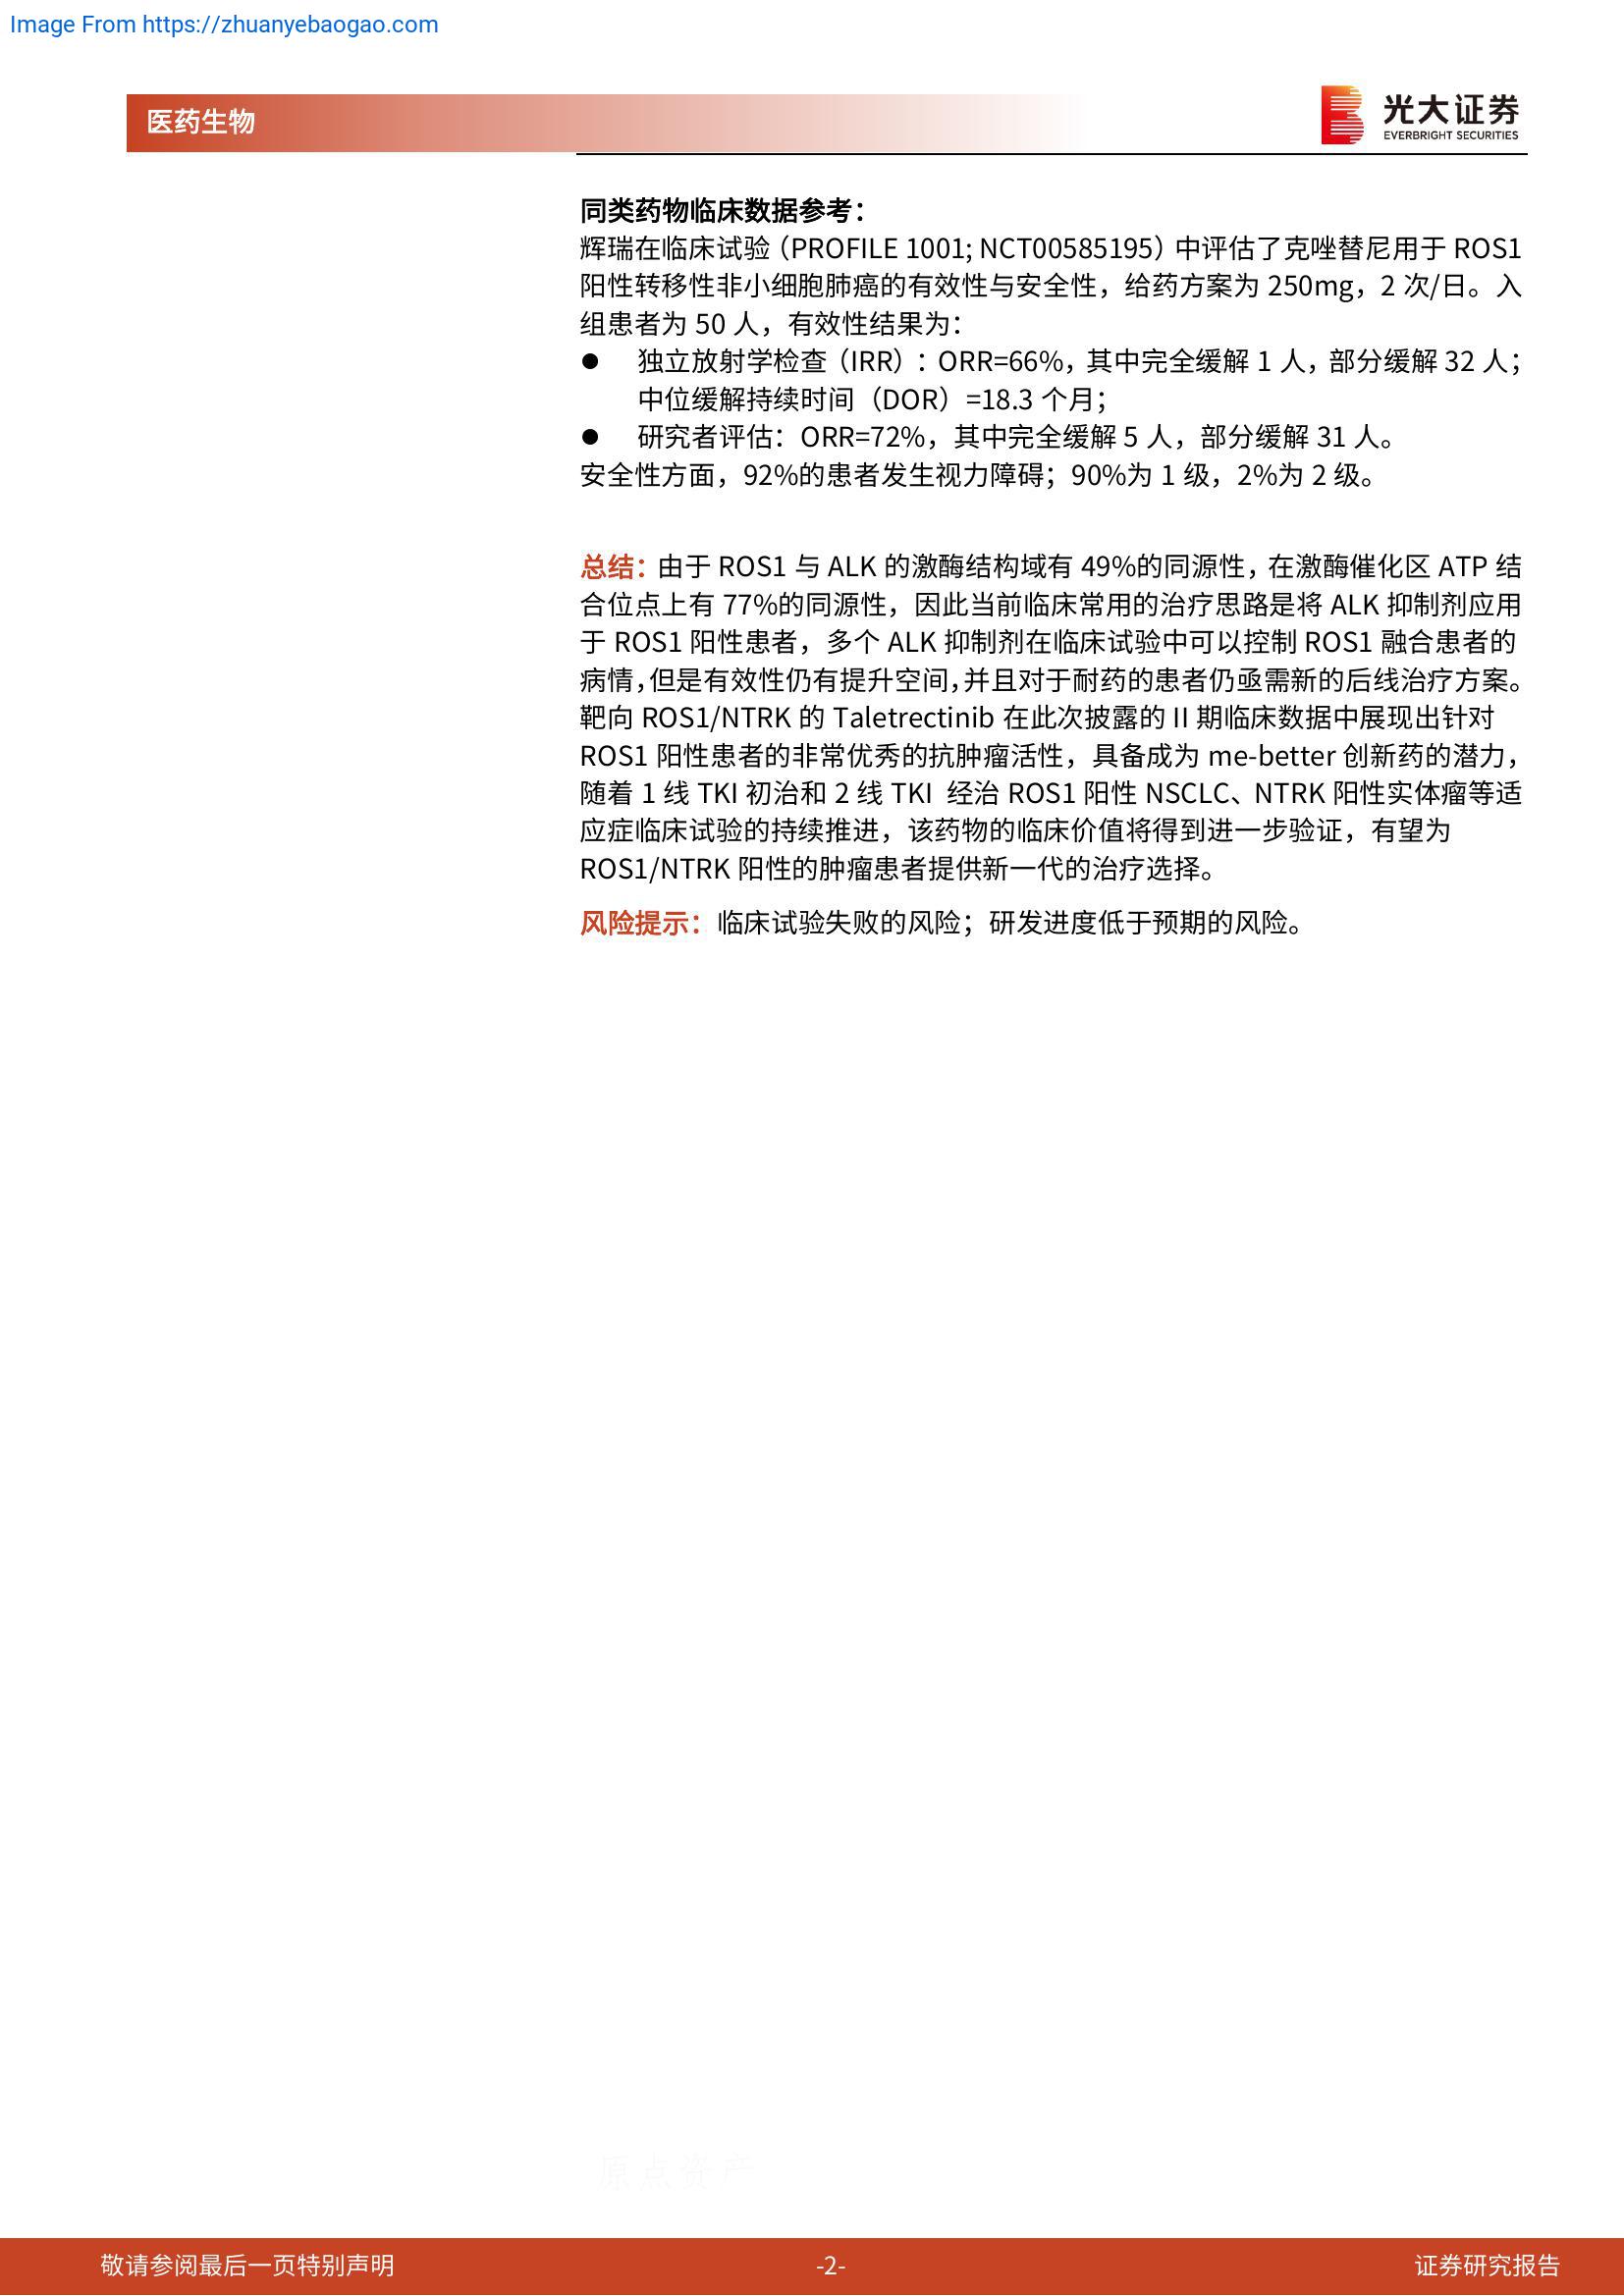 Image From https://zhuanyebaogao.com
医药生物
光大证券
EVERBRIGHT SECURITIES
同类药物临床数据参考：
辉瑞在临床试验（PROFILE 1001; NCT00585195）中评估了克唑替尼用于 ROS1
阳性转移性非小细胞肺癌的有效性与安全性，给药方案为 250mg，2 次/日。入
组患者为 50 人，有效性结果为：
● 独立放射学检查（IRR）：ORR=66%，其中完全缓解 1 人，部分缓解 32 人；
中位缓解持续时间（DOR）=18.3 个月；
● 研究者评估：ORR=72%，其中完全缓解 5 人，部分缓解 31 人。
安全性方面，92%的患者发生视力障碍；90%为 1 级，2%为 2 级。
总结：由于 ROS1 与 ALK 的激酶结构域有 49%的同源性，在激酶催化区 ATP 结
合位点上有 77%的同源性，因此当前临床常用的治疗思路是将 ALK 抑制剂应用
于 ROS1 阳性患者，多个 ALK 抑制剂在临床试验中可以控制 ROS1 融合患者的
病情，但是有效性仍有提升空间，并且对于耐药的患者仍亟需新的后线治疗方案。
靶向 ROS1/NTRK 的 Taletrectinib 在此次披露的 II 期临床数据中展现出针对
ROS1 阳性患者的非常优秀的抗肿瘤活性，具备成为 me-better 创新药的潜力，
随着 1 线 TKI 初治和 2 线 TKI 经治 ROS1 阳性 NSCLC、NTRK 阳性实体瘤等适
应症临床试验的持续推进，该药物的临床价值将得到进一步验证，有望为
ROS1/NTRK 阳性的肿瘤患者提供新一代的治疗选择。
风险提示：临床试验失败的风险；研发进度低于预期的风险。
原点资产
敬请参阅最后一页特别声明
-2-
证券研究报告